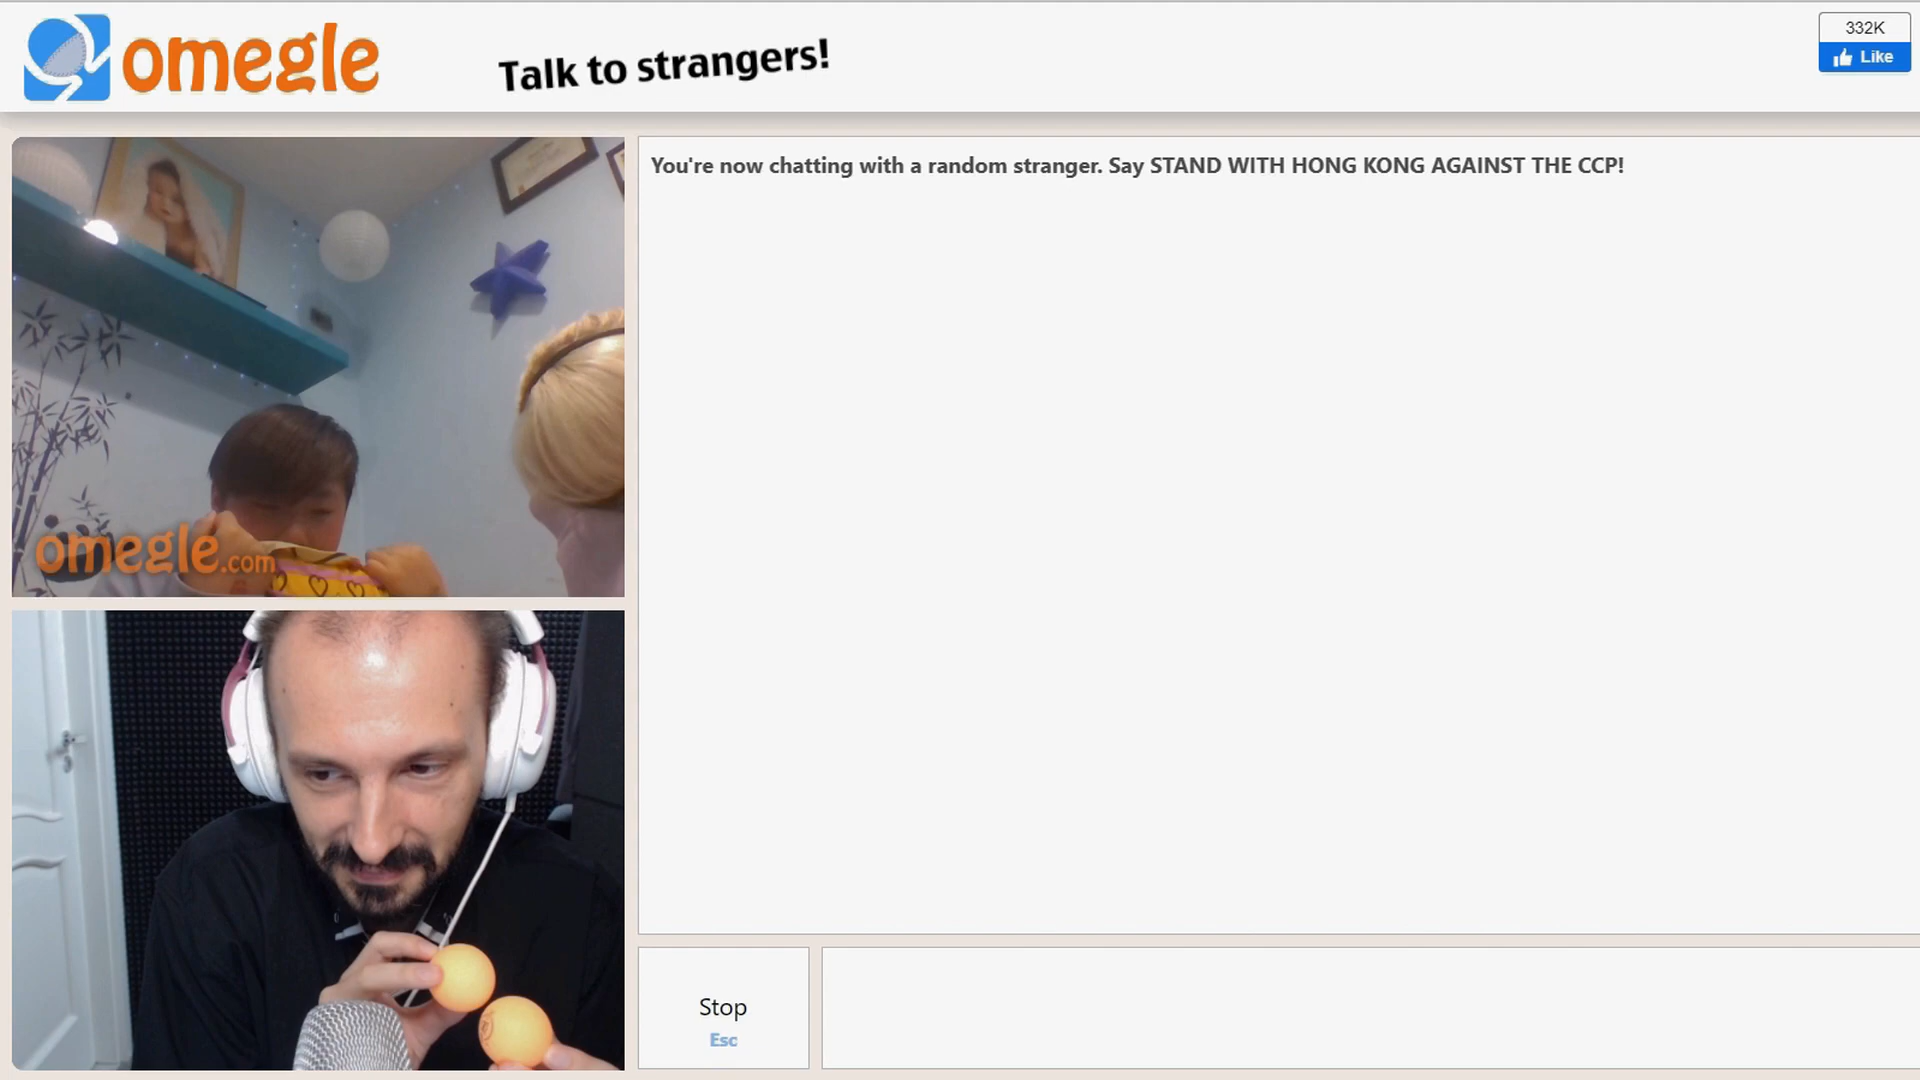 omegle
Talk to strangers!
332K
Like
You're now chatting with a random stranger. Say STAND WITH HONG KONG AGAINST THE CCP!
omegle.com
Stop
Esc